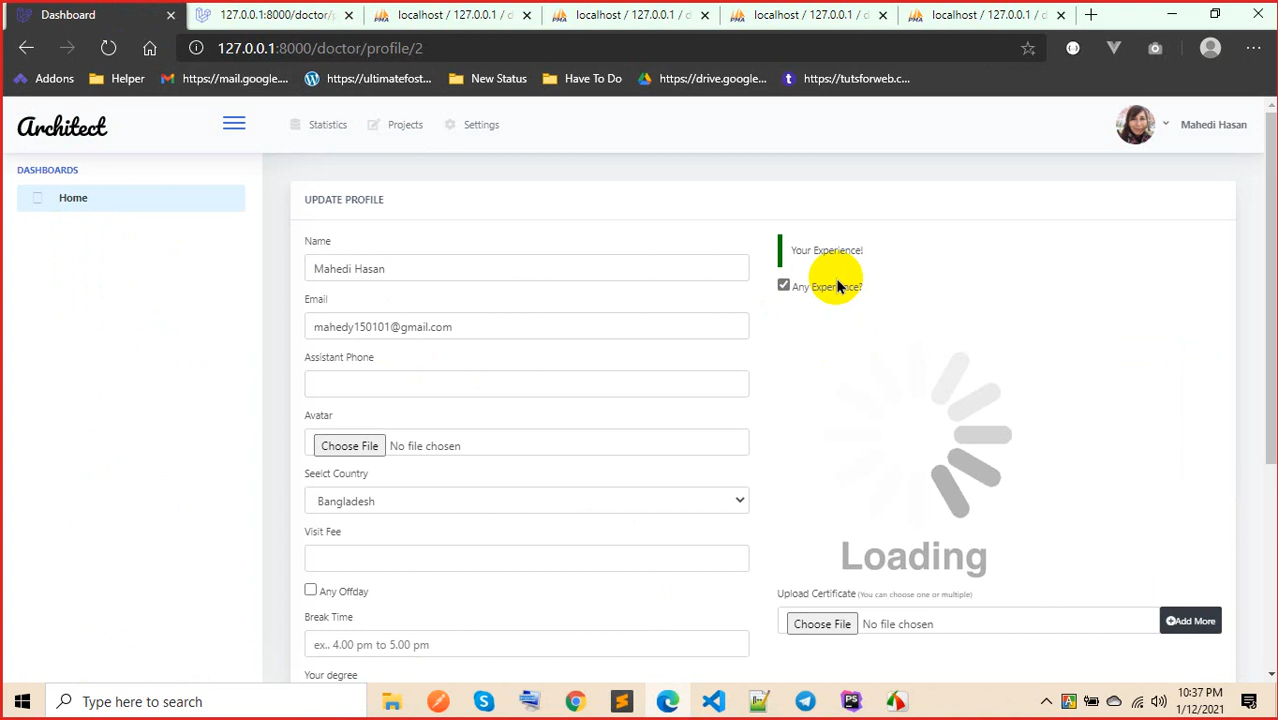 Dashboard
127.0.0.1:8000/doctor/p
localhost / 127.0.0.1 / d
localhost / 127.0.0.1 / d
localhost / 127.0.0.1 / d
localhost / 127.0.0.1 / d
127.0.0.1:8000/doctor/profile/2
Addons
Helper
https://mail.google....
https://ultimatefost...
New Status
Have To Do
https://drive.google...
https://tutsforweb.c...
Architect
Statistics
Projects
Settings
Mahedi Hasan
DASHBOARDS
Home
UPDATE PROFILE
Name
Mahedi Hasan
Email
mahedy150101@gmail.com
Assistant Phone
Avatar
Choose File No file chosen
Seelct Country
Bangladesh
Visit Fee
Any Offday
Break Time
ex.. 4.00 pm to 5.00 pm
Your degree
Your Experience!
Any Experience?
Loading
Upload Certificate (You can choose one or multiple)
Choose File No file chosen
Add More
Type here to search
10:37 PM
1/12/2021